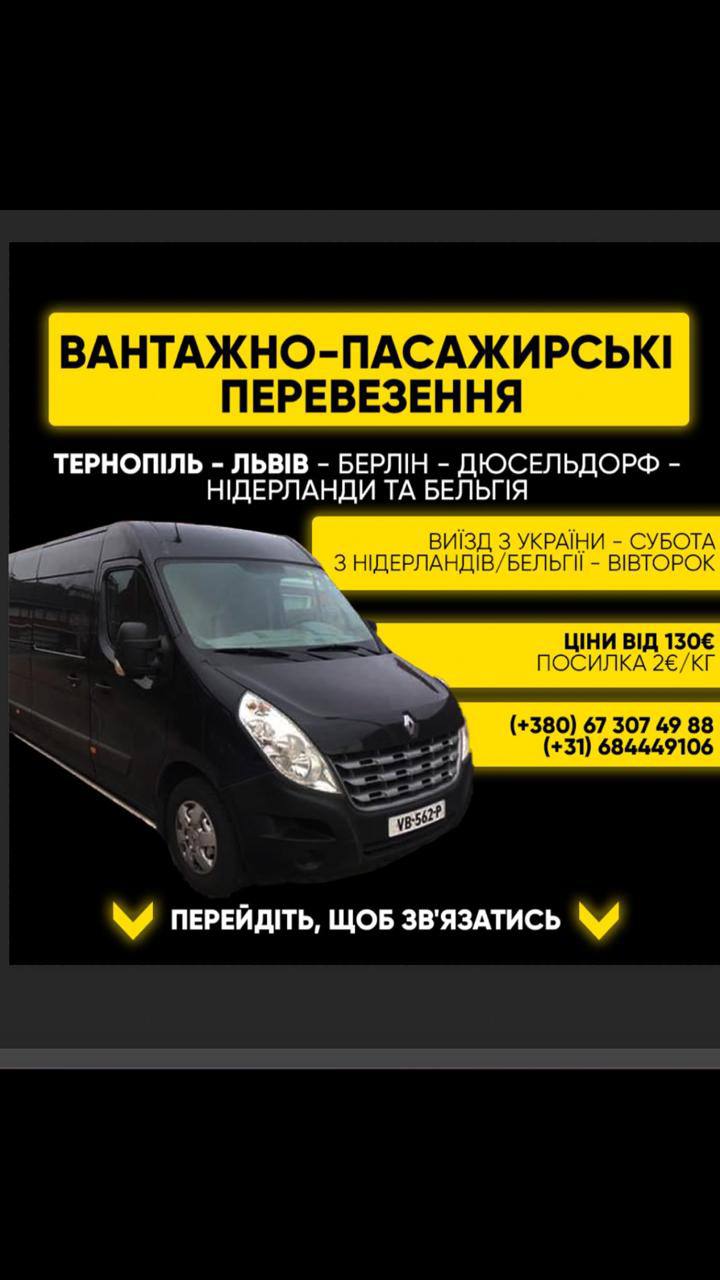 ВАНТАЖНО-ПАСАЖИРСЬКІ
ПЕРЕВЕЗЕННЯ
ТЕРНОПІЛЬ - ЛЬВІВ - БЕРЛІН - ДЮСЕЛЬДОРФ -
НІДЕРЛАНДИ ТА БЕЛЬГІЯ
ВИЇЗД З УКРАЇНИ - СУБОТА
З НІДЕРЛАНДІВ/БЕЛЬГІЇ - ВІВТОРОК
ЦІНИ ВІД 130€
ПОСИЛКА 2€/КГ
(+380) 67 307 49 88
(+31) 684449106
VB-562-P
ПЕРЕЙДІТЬ, ЩОБ ЗВ'ЯЗАТИСЬ